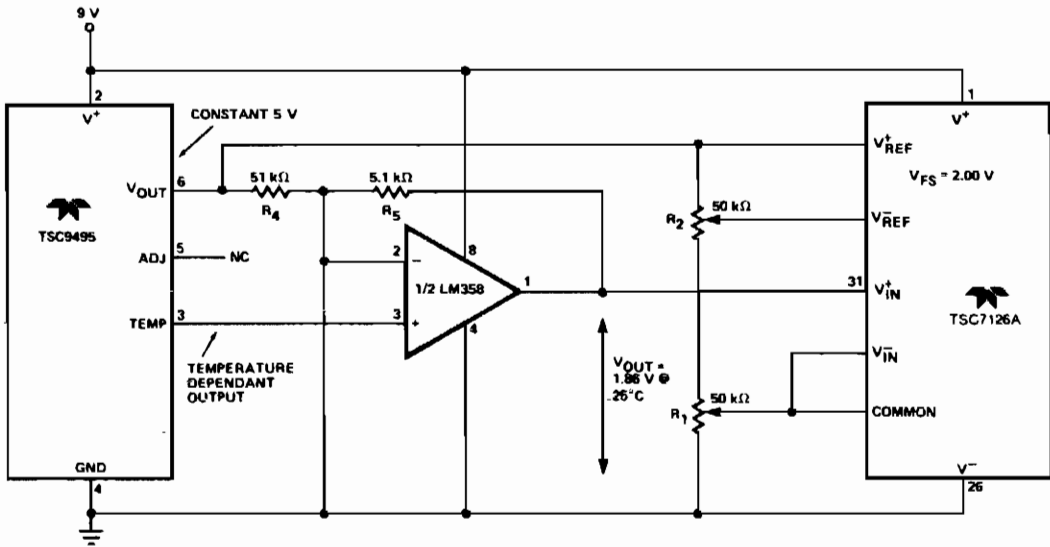 9 V
2
V+
CONSTANT 5 V
VOUT
6
51 kΩ
R4
5.1 kΩ
R5
TSC9495
ADJ
5
NC
TEMP
3
TEMPERATURE
DEPENDANT
OUTPUT
GND
4
2
−
8
1/2 LM358
1
3
+
4
VOUT =
1.86 V @
26°C
R2
50 kΩ
R1
50 kΩ
1
V+
V+REF
VFS = 2.00 V
V−REF
31
V+IN
TSC7126A
V−IN
COMMON
V−
26